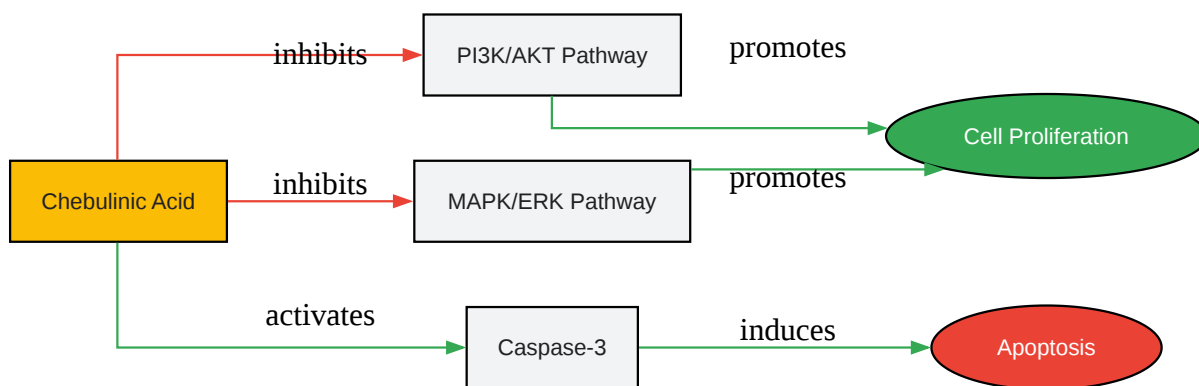 inhibits
PI3K/AKT Pathway
promotes
Cell Proliferation
Chebulinic Acid
inhibits
MAPK/ERK Pathway
promotes
activates
Caspase-3
induces
Apoptosis